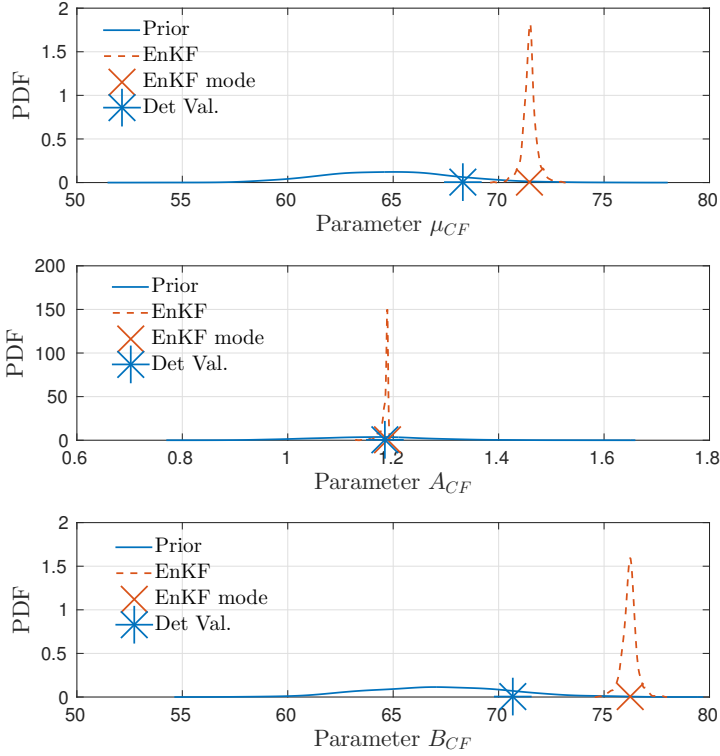 2
1.5
1
0.5
0
PDF
Prior
EnKF
EnKF mode
Det Val.
50 55 60 65 70 75 80
Parameter μ_CF
200
150
100
50
0
PDF
Prior
EnKF
EnKF mode
Det Val.
0.6 0.8 1 1.2 1.4 1.6 1.8
Parameter A_CF
2
1.5
1
0.5
0
PDF
Prior
EnKF
EnKF mode
Det Val.
50 55 60 65 70 75 80
Parameter B_CF